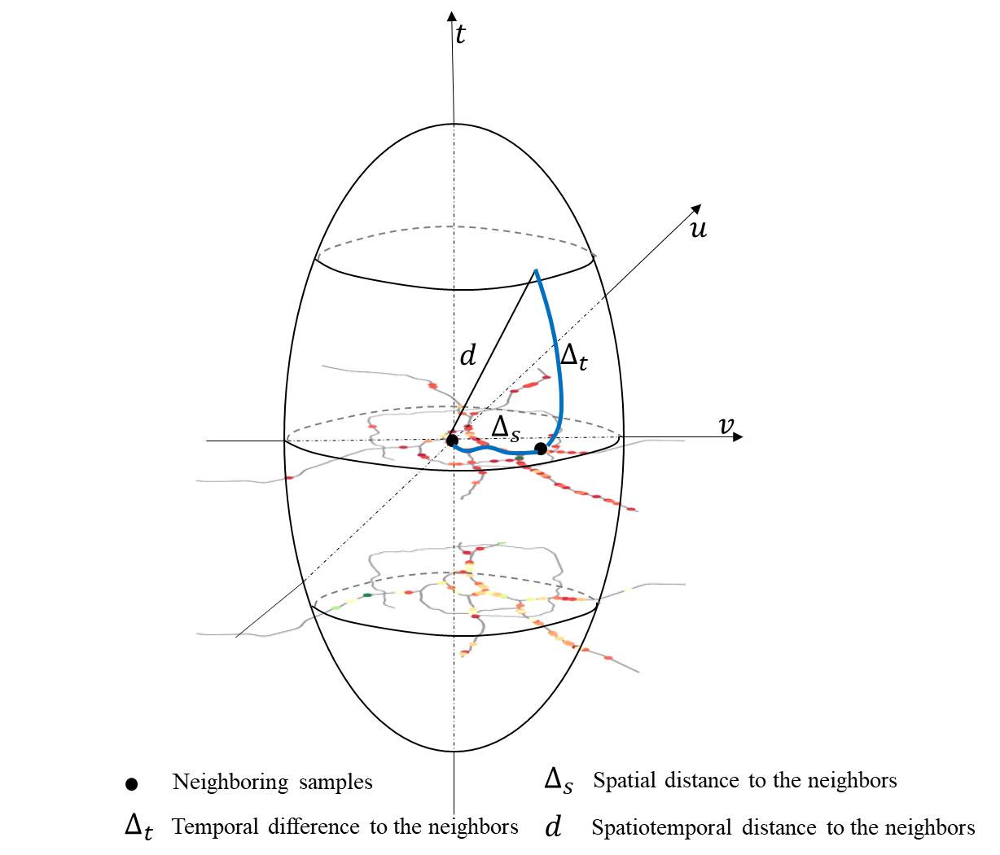 t
u
d
Δt
Δs
v
Neighboring samples
Δs Spatial distance to the neighbors
Δt Temporal difference to the neighbors
d Spatiotemporal distance to the neighbors